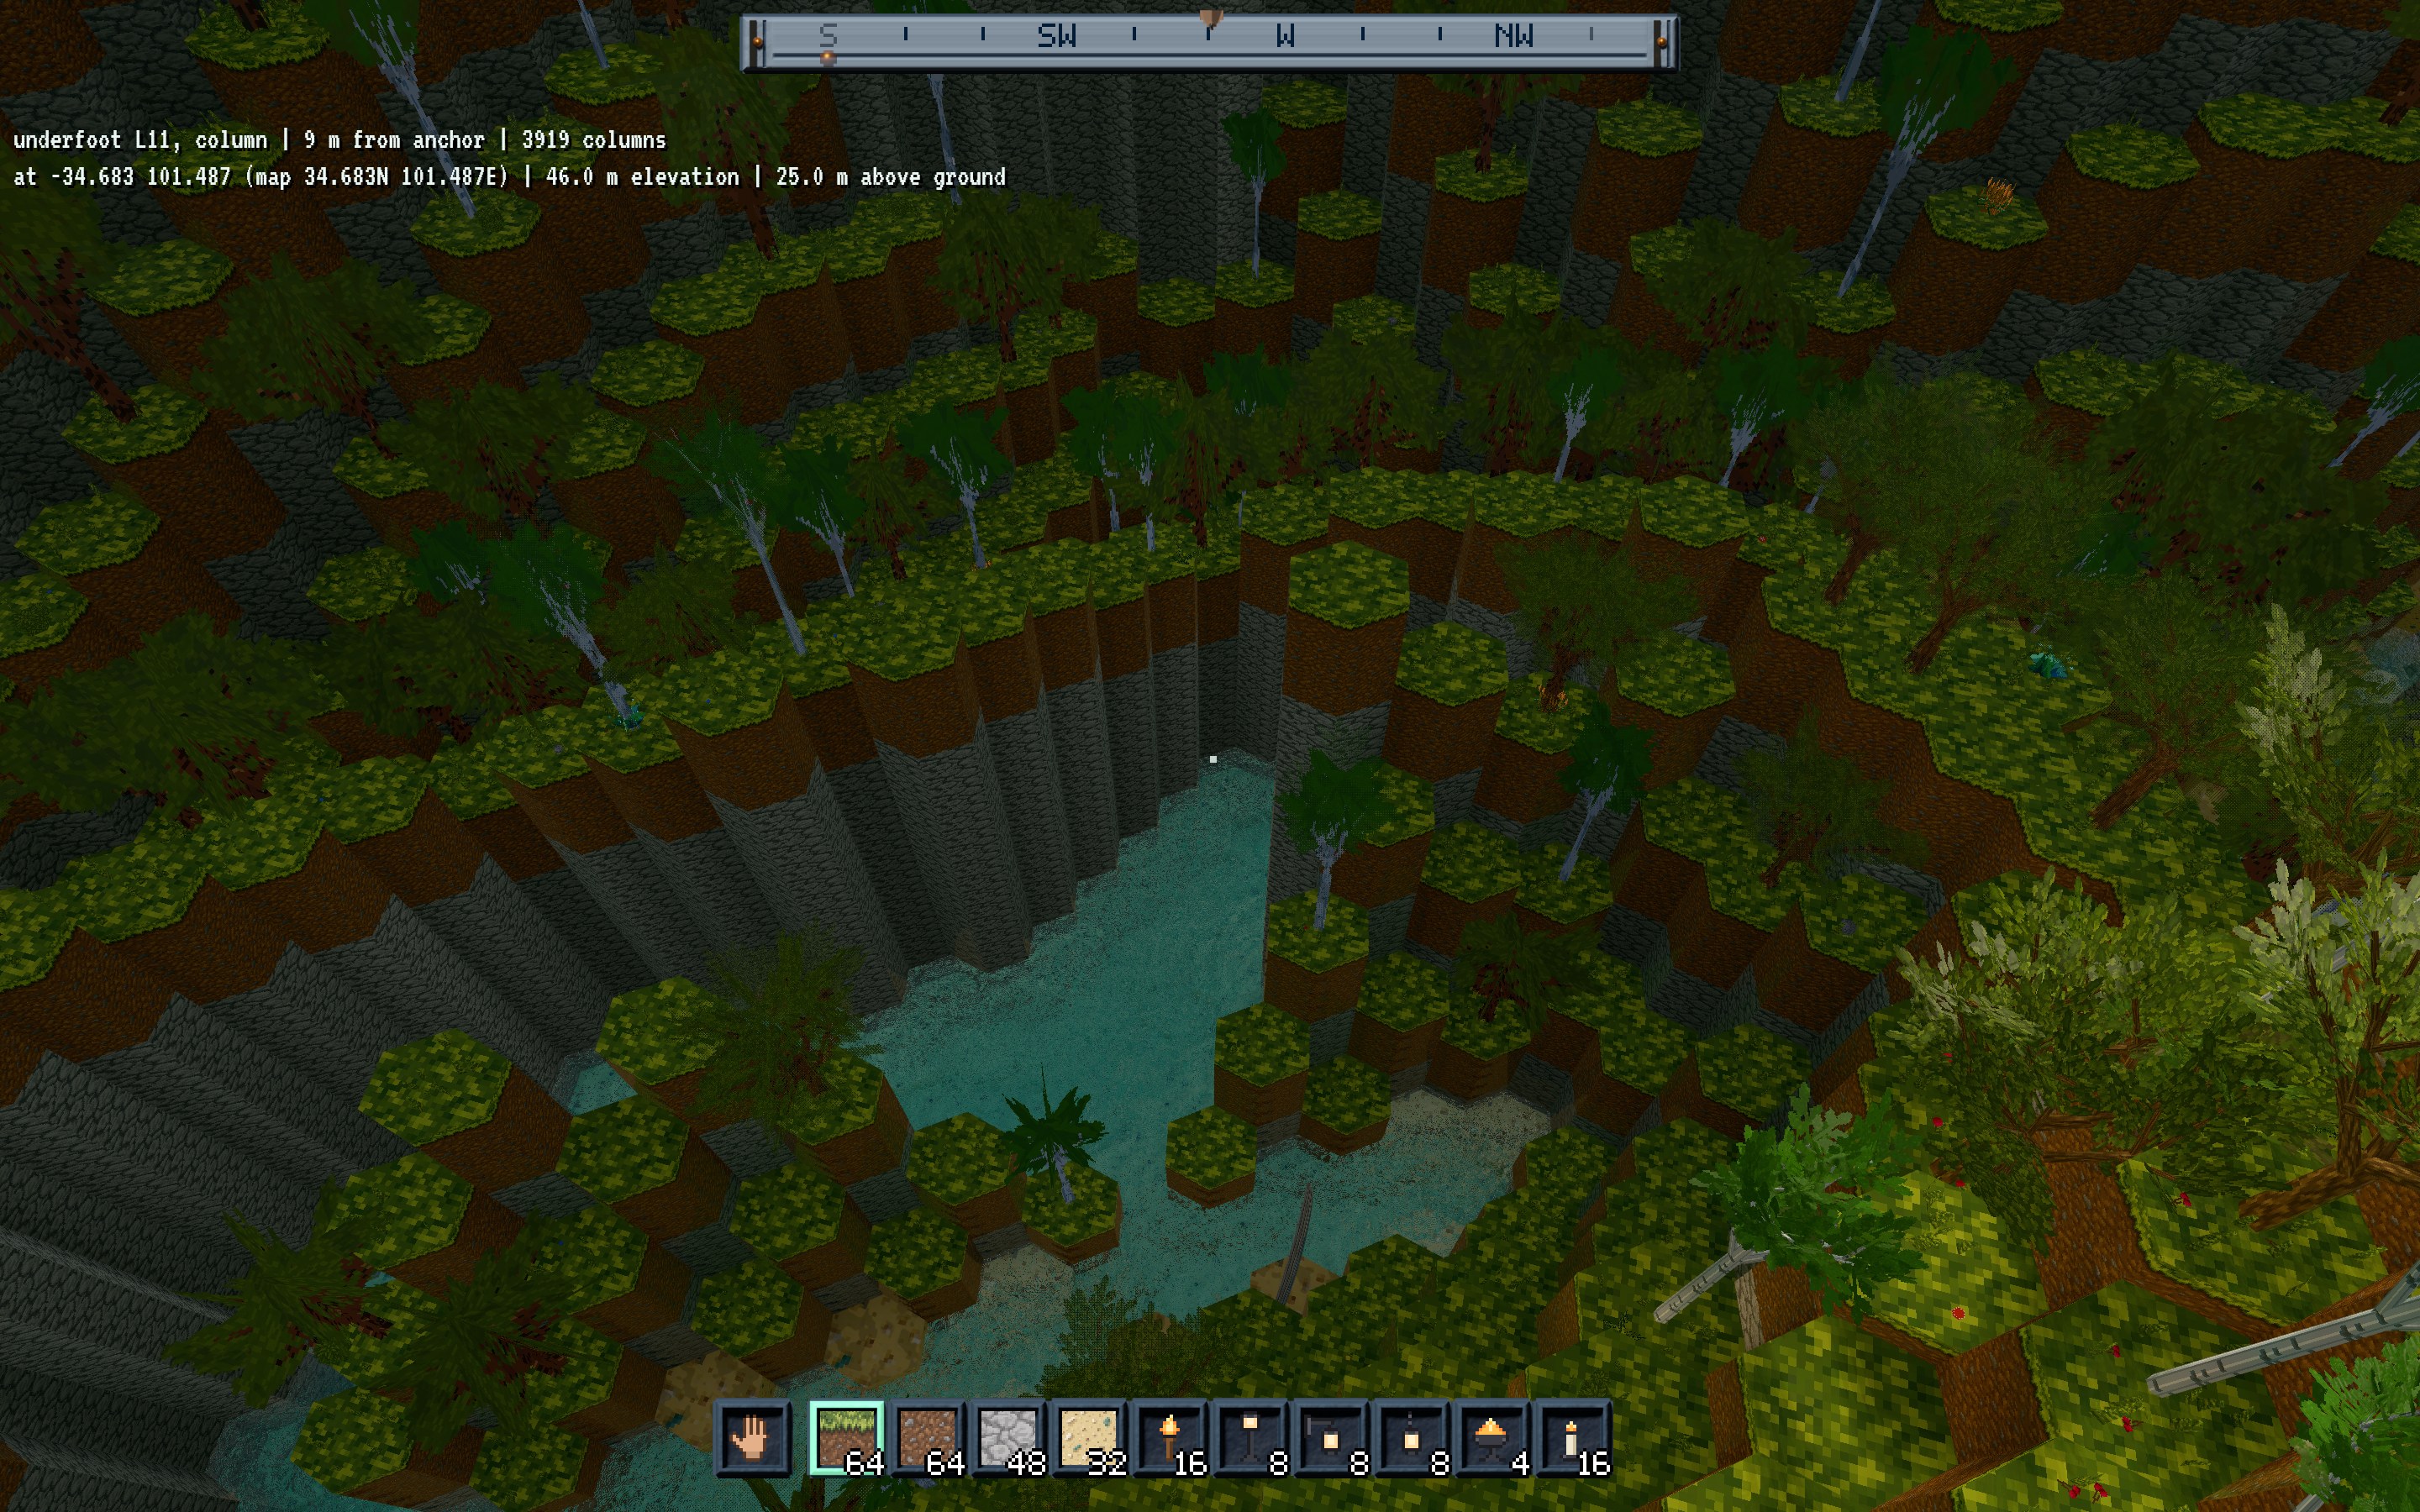 S SW W NW
underfoot L11, column | 9 m from anchor | 3919 columns
at -34.683 101.487 (map 34.683N 101.487E) | 46.0 m elevation | 25.0 m above ground
64 64 48 32 16 8 8 8 4 16